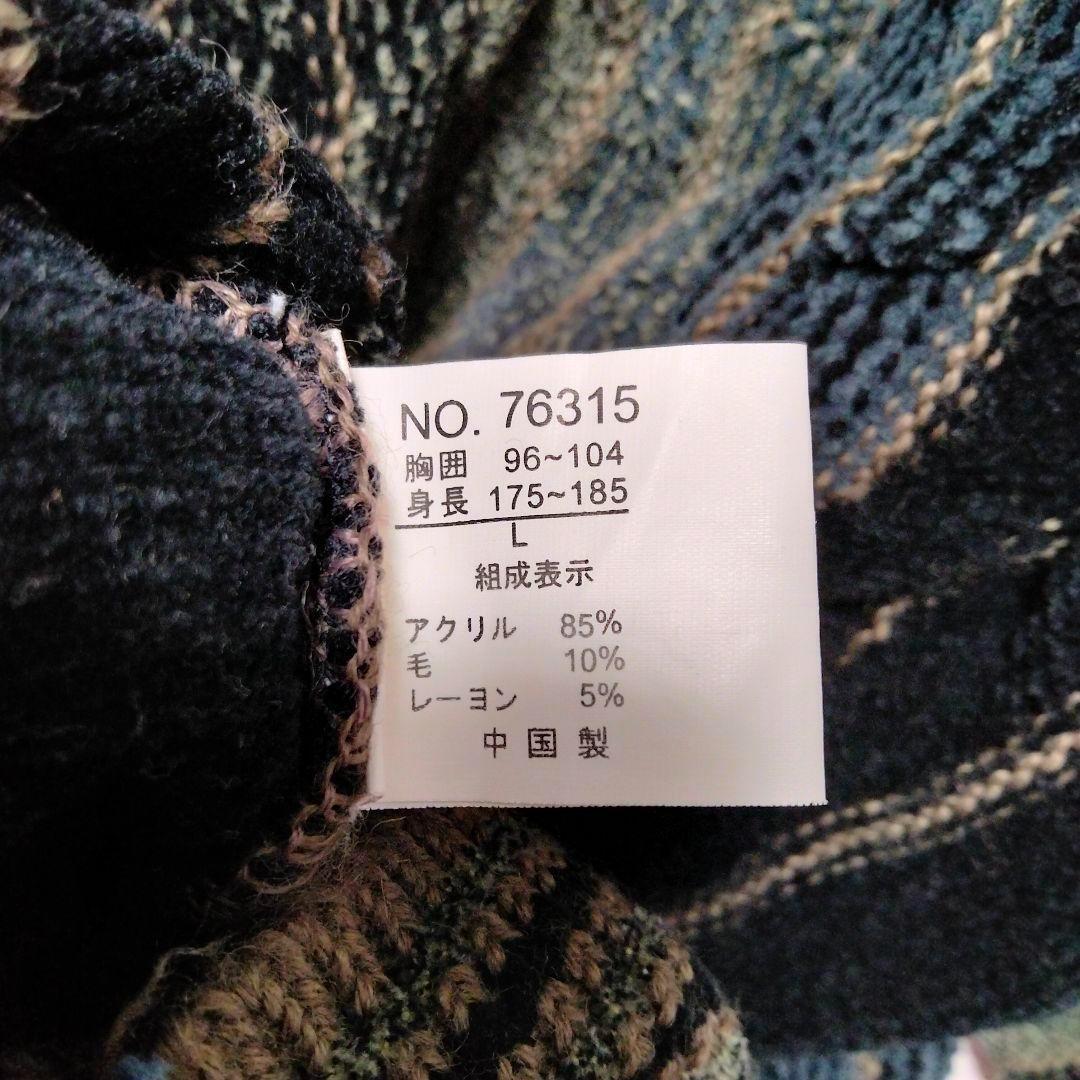 NO. 76315
胸囲 96~104
身長 175~185
L
組成表示
アクリル 85%
毛 10%
レーヨン 5%
中国製